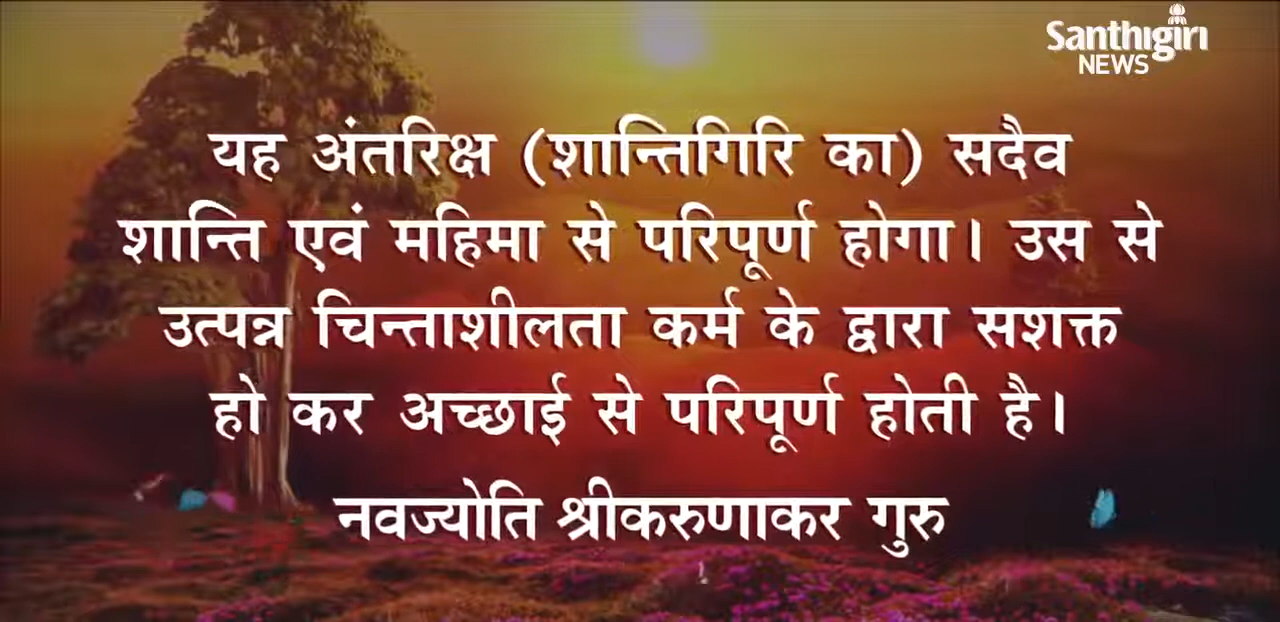 Santhigiri
NEWS
यह अंतरिक्ष (शान्तिगिरि का) सदैव
शान्ति एवं महिमा से परिपूर्ण होगा। उस से
उत्पन्न चिन्ताशीलता कर्म के द्वारा सशक्त
हो कर अच्छाई से परिपूर्ण होती है।
नवज्योति श्रीकरुणाकर गुरु